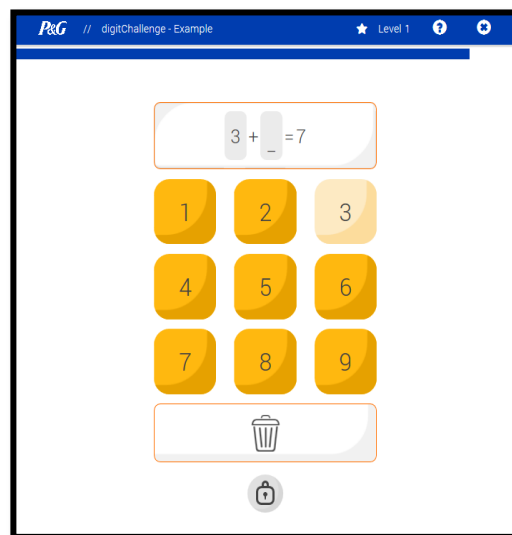 P&G // digitChallenge - Example Level 1
3 + _ = 7
1 2 3
4 5 6
7 8 9